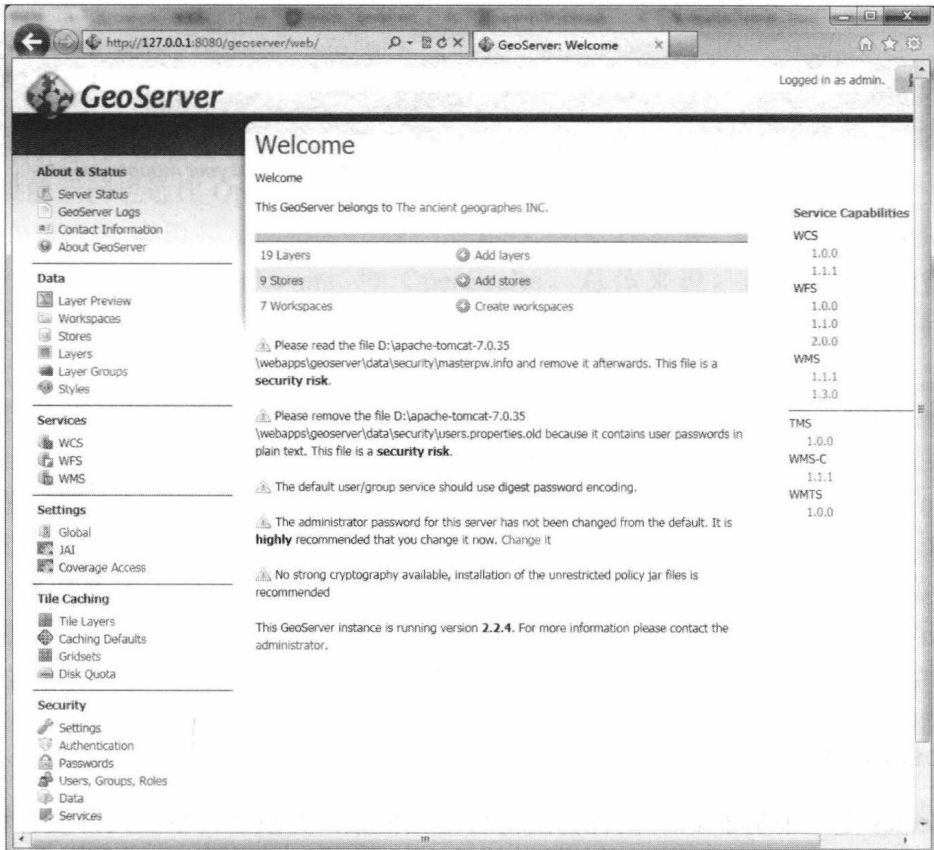 http://127.0.0.1:8080/geoserver/web/
GeoServer: Welcome
Logged in as admin.
GeoServer
About & Status
Server Status
GeoServer Logs
Contact Information
About GeoServer
Data
Layer Preview
Workspaces
Stores
Layers
Layer Groups
Styles
Services
WCS
WFS
WMS
Settings
Global
JAI
Coverage Access
Tile Caching
Tile Layers
Caching Defaults
Gridsets
Disk Quota
Security
Settings
Authentication
Passwords
Users, Groups, Roles
Data
Services
Welcome
Welcome
This GeoServer belongs to The ancient geographes INC.
19 Layers Add layers
9 Stores Add stores
7 Workspaces Create workspaces
Please read the file D:\apache-tomcat-7.0.35
\webapps\geoserver\data\security\masterpw.info and remove it afterwards. This file is a
security risk.
Please remove the file D:\apache-tomcat-7.0.35
\webapps\geoserver\data\security\users.properties.old because it contains user passwords in
plain text. This file is a security risk.
The default user/group service should use digest password encoding.
The administrator password for this server has not been changed from the default. It is
highly recommended that you change it now. Change it
No strong cryptography available, installation of the unrestricted policy jar files is
recommended
This GeoServer instance is running version 2.2.4. For more information please contact the
administrator.
Service Capabilities
WCS
1.0.0
1.1.1
WFS
1.0.0
1.1.0
2.0.0
WMS
1.1.1
1.3.0
TMS
1.0.0
WMS-C
1.1.1
WMTS
1.0.0